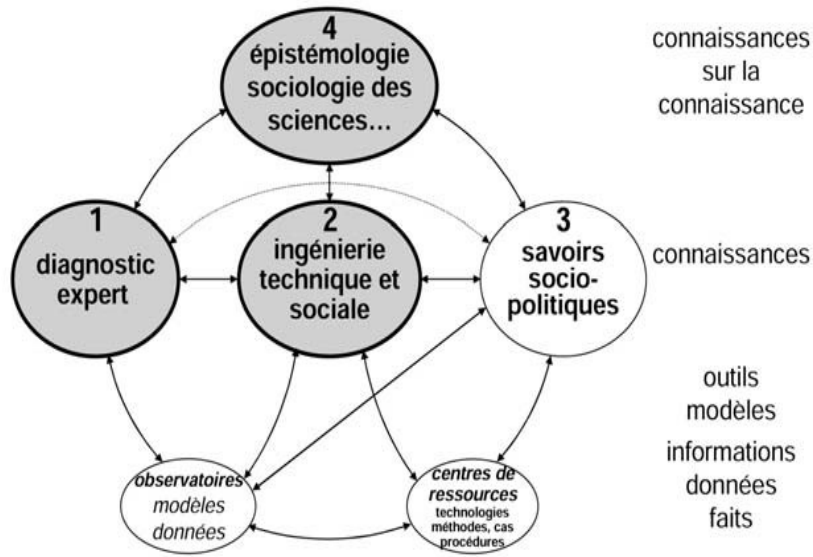 4
épistémologie
sociologie des
sciences...
connaissances
sur la
connaissance
1
diagnostic
expert
2
ingénierie
technique et
sociale
3
savoirs
socio-
politiques
connaissances
outils
modèles
informations
données
faits
observatoires
modèles
données
centres de
ressources
technologies
méthodes, cas
procédures